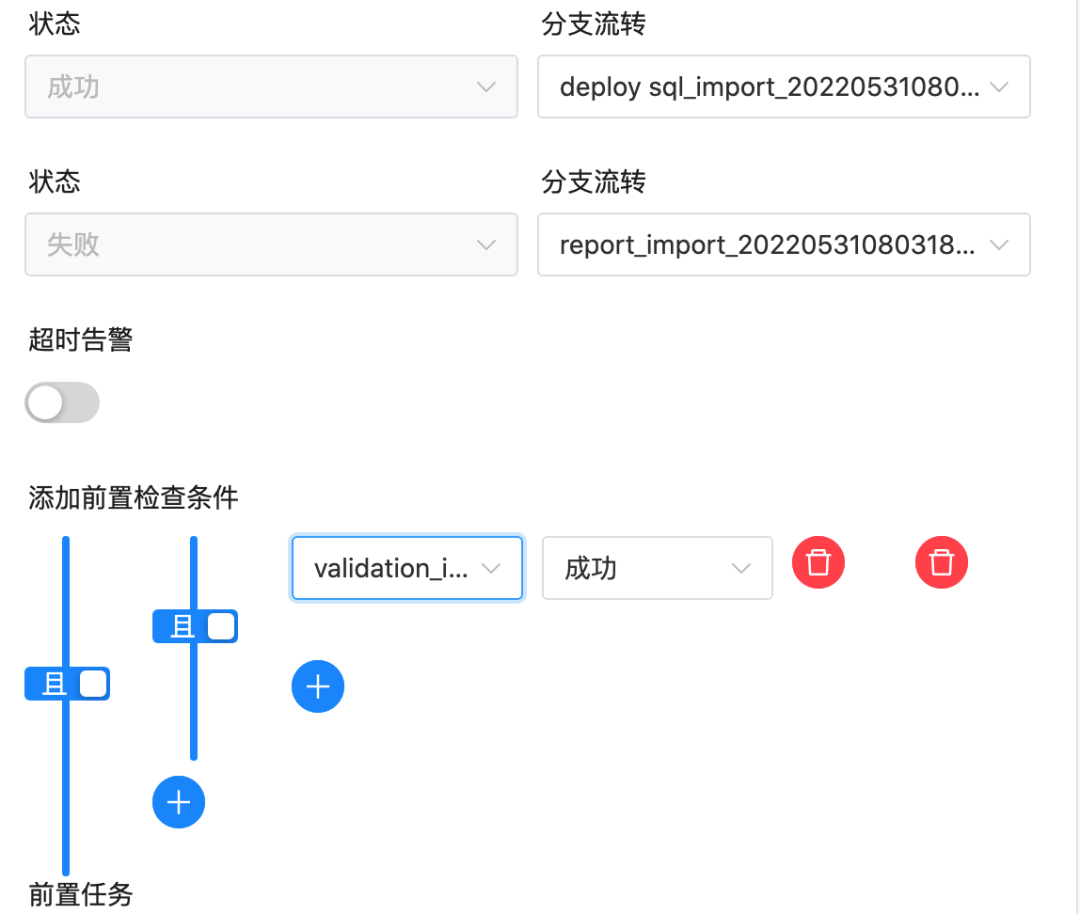 状态 分支流转
成功 deploy sql_import_20220531080...
状态 分支流转
失败 report_import_20220531080318...
超时告警
添加前置检查条件
validation_i... 成功
且
且
前置任务